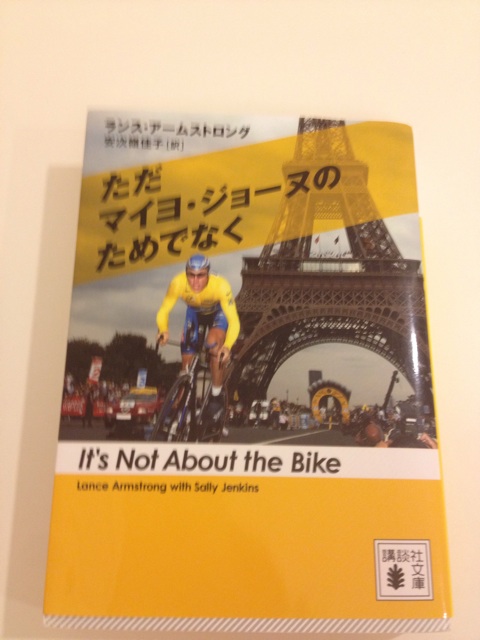 ランス・アームストロング
安次嶺佳子[訳]
ただ
マイヨ・ジョーヌの
ためでなく
It's Not About the Bike
Lance Armstrong with Sally Jenkins
講談社
文庫